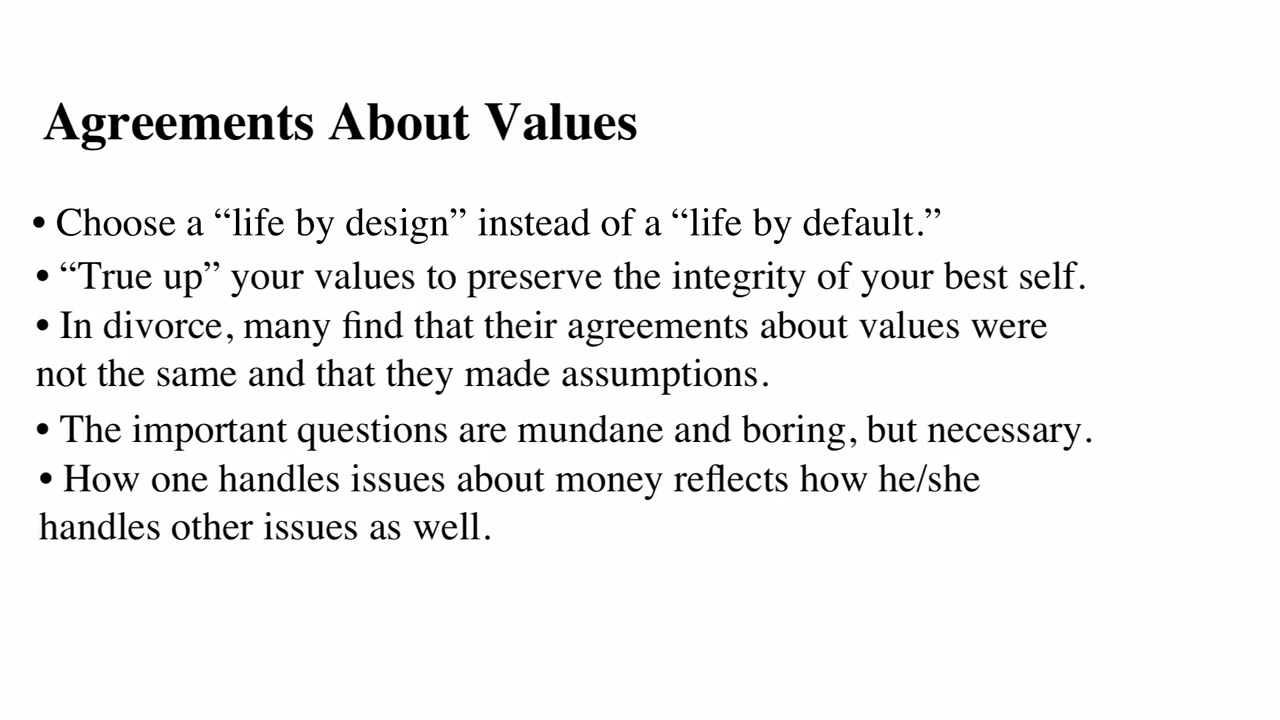 Agreements About Values
• Choose a “life by design” instead of a “life by default.”
• “True up” your values to preserve the integrity of your best self.
• In divorce, many find that their agreements about values were
not the same and that they made assumptions.
• The important questions are mundane and boring, but necessary.
• How one handles issues about money reflects how he/she
handles other issues as well.